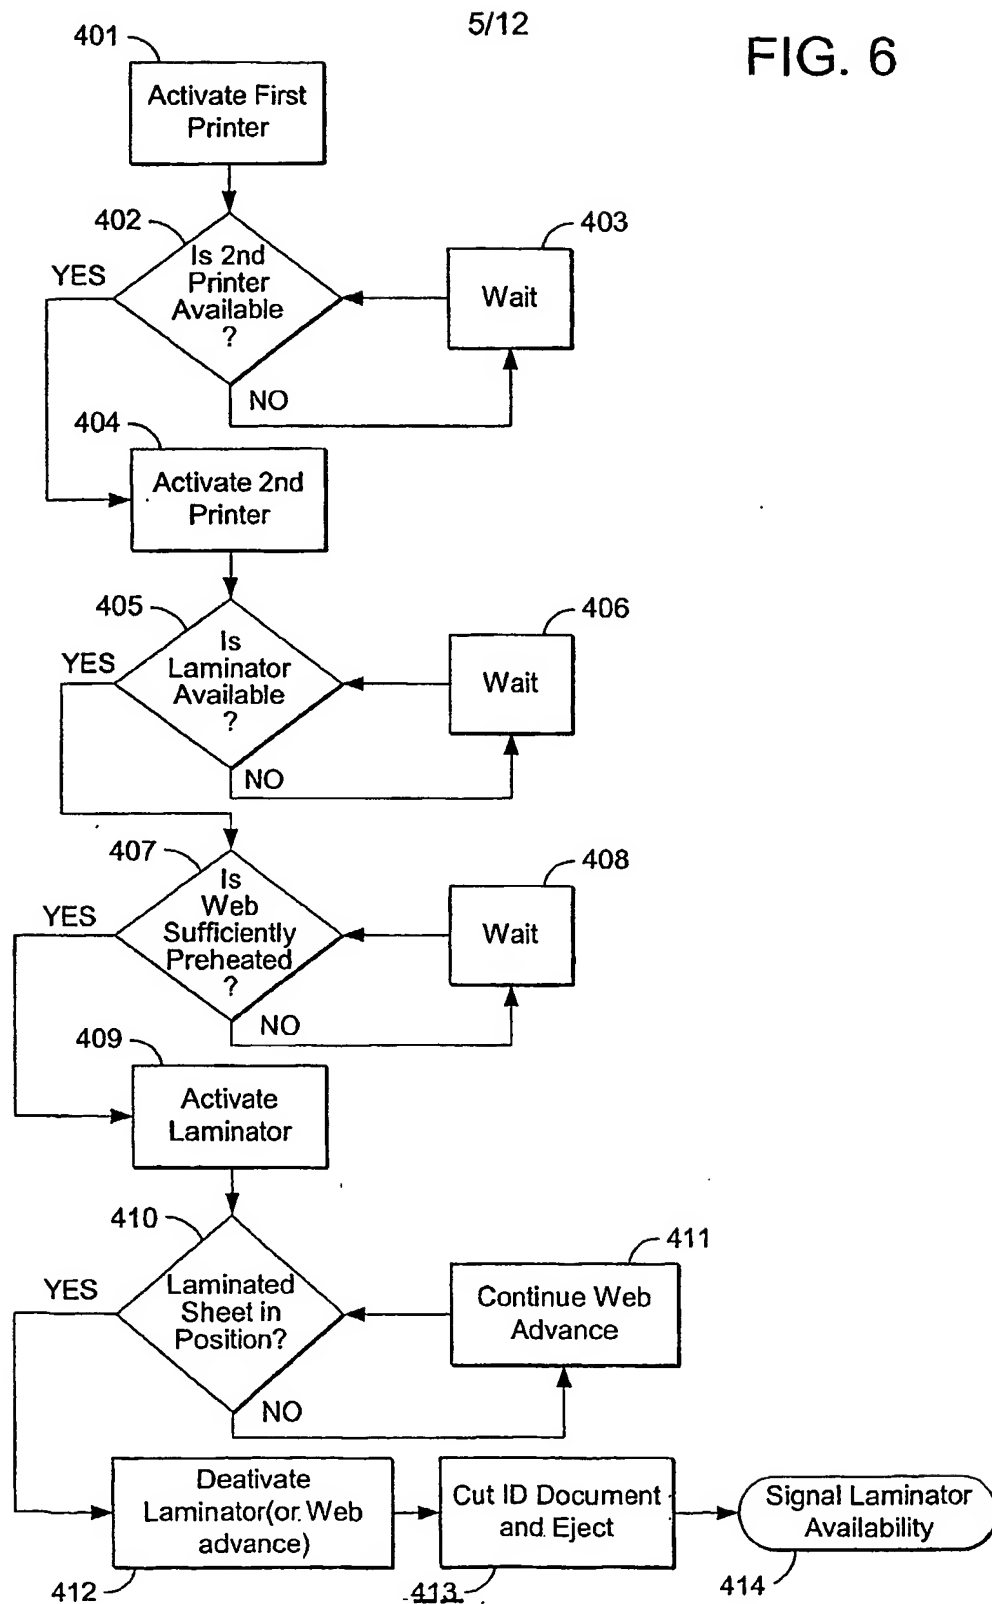 5/12
FIG. 6
401
Activate First
Printer
402
Is 2nd
Printer
Available
?
YES
NO
403
Wait
404
Activate 2nd
Printer
405
Is
Laminator
Available
?
YES
NO
406
Wait
407
Is
Web
Sufficiently
Preheated
?
YES
NO
408
Wait
409
Activate
Laminator
410
Laminated
Sheet in
Position?
YES
NO
411
Continue Web
Advance
Deativate
Laminator(or Web
advance)
412
Cut ID Document
and Eject
413
Signal Laminator
Availability
414